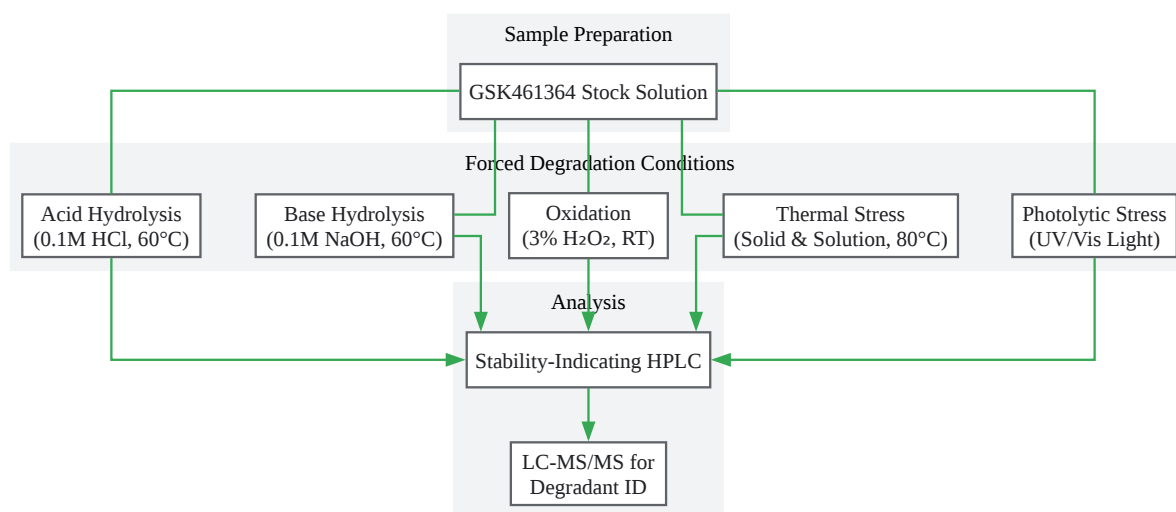 Sample Preparation
GSK461364 Stock Solution
Forced Degradation Conditions
Acid Hydrolysis
(0.1M HCl, 60°C)
Base Hydrolysis
(0.1M NaOH, 60°C)
Oxidation
(3% H₂O₂, RT)
Thermal Stress
(Solid & Solution, 80°C)
Photolytic Stress
(UV/Vis Light)
Analysis
Stability-Indicating HPLC
LC-MS/MS for
Degradant ID